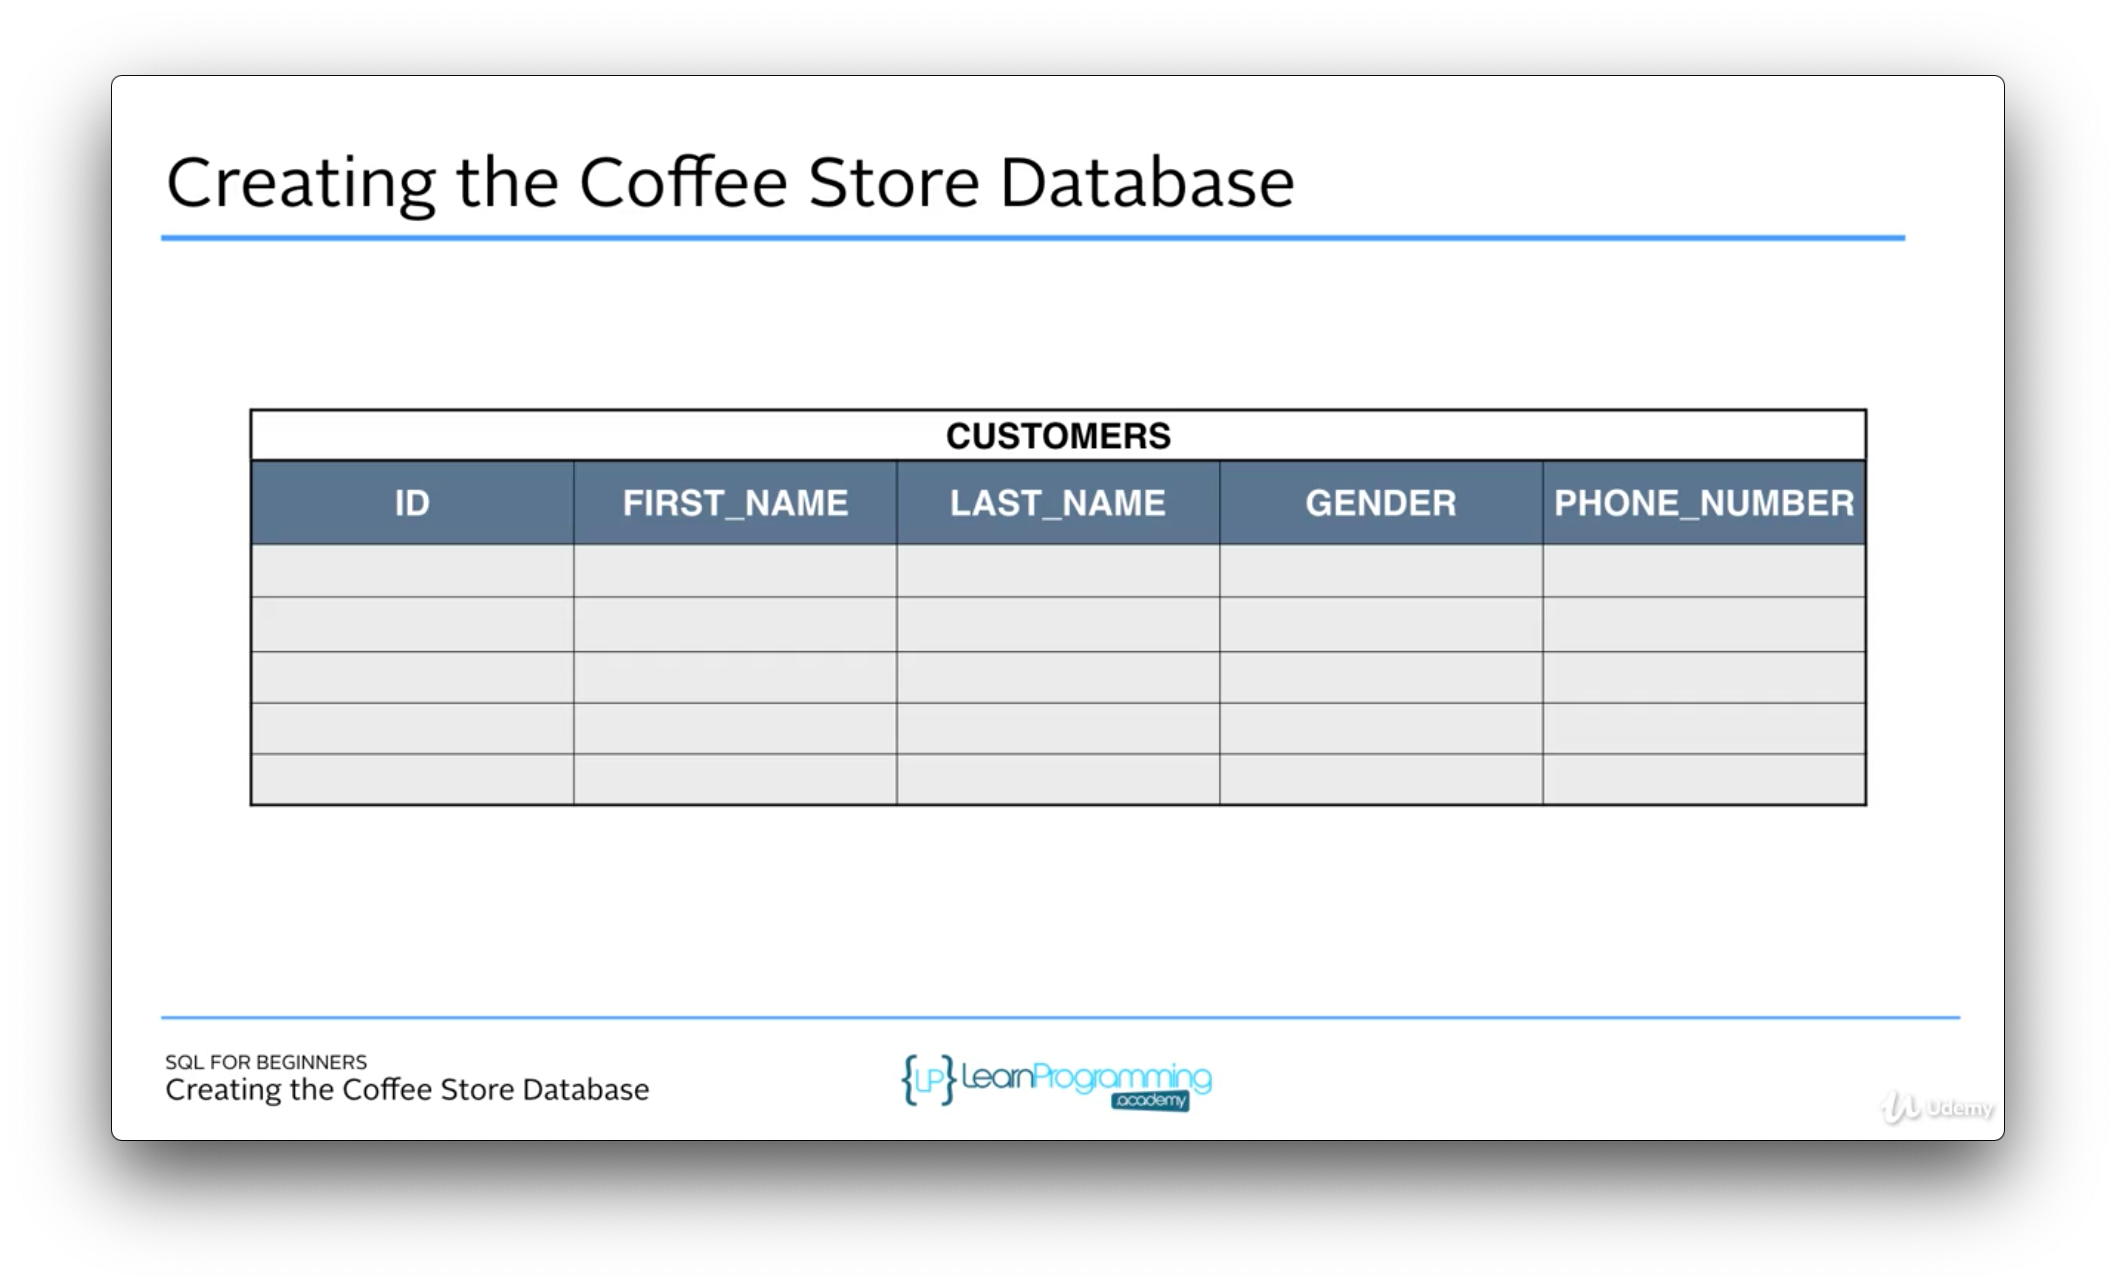 Creating the Coffee Store Database
CUSTOMERS
ID FIRST_NAME LAST_NAME GENDER PHONE_NUMBER
SQL FOR BEGINNERS
Creating the Coffee Store Database
{LP} LearnProgramming
.academy
Udemy